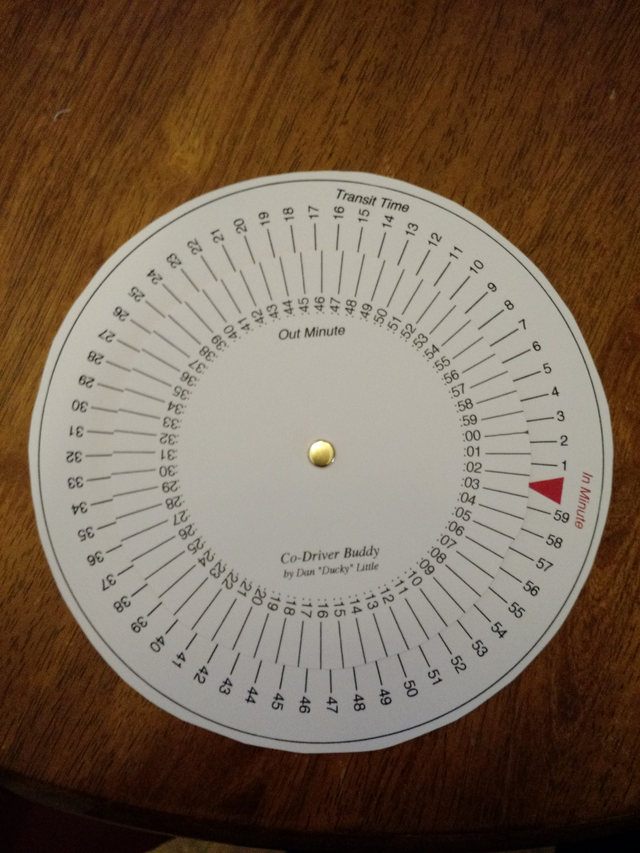 Transit Time
1 2 3 4 5 6 7 8 9 10 11 12 13 14 15 16 17 18 19 20 21 22 23 24 25 26 27 28 29 30 31 32 33 34 35 36 37 38 39 40 41 42 43 44 45 46 47 48 49 50 51 52 53 54 55 56 57 58 59
In Minute
Out Minute
:00 :01 :02 :03 :04 :05 :06 :07 :08 :09 :10 :11 :12 :13 :14 :15 :16 :17 :18 :19 :20 :21 :22 :23 :24 :25 :26 :27 :28 :29 :30 :31 :32 :33 :34 :35 :36 :37 :38 :39 :40 :41 :42 :43 :44 :45 :46 :47 :48 :49 :50 :51 :52 :53 :54 :55 :56 :57 :58 :59
Co-Driver Buddy
by Dan "Ducky" Little